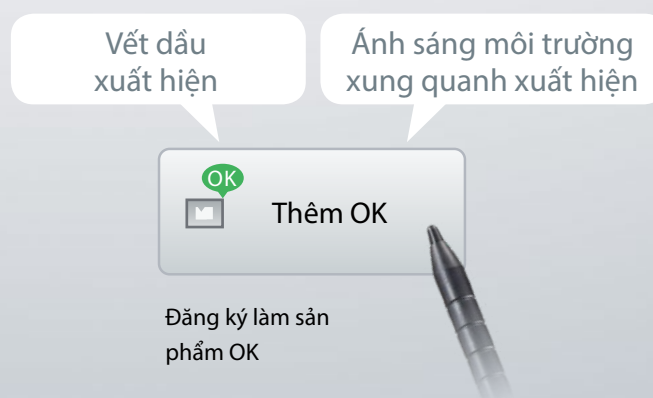 Vết dầu
xuất hiện
Ánh sáng môi trường
xung quanh xuất hiện
OK
Thêm OK
Đăng ký làm sản
phẩm OK